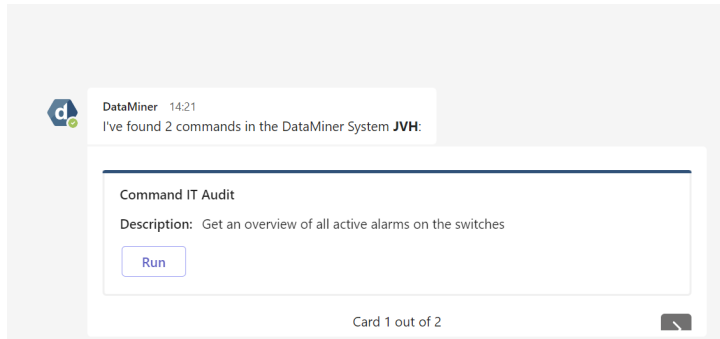 d
DataMiner 14:21
I've found 2 commands in the DataMiner System JVH:
Command IT Audit
Description: Get an overview of all active alarms on the switches
Run
Card 1 out of 2